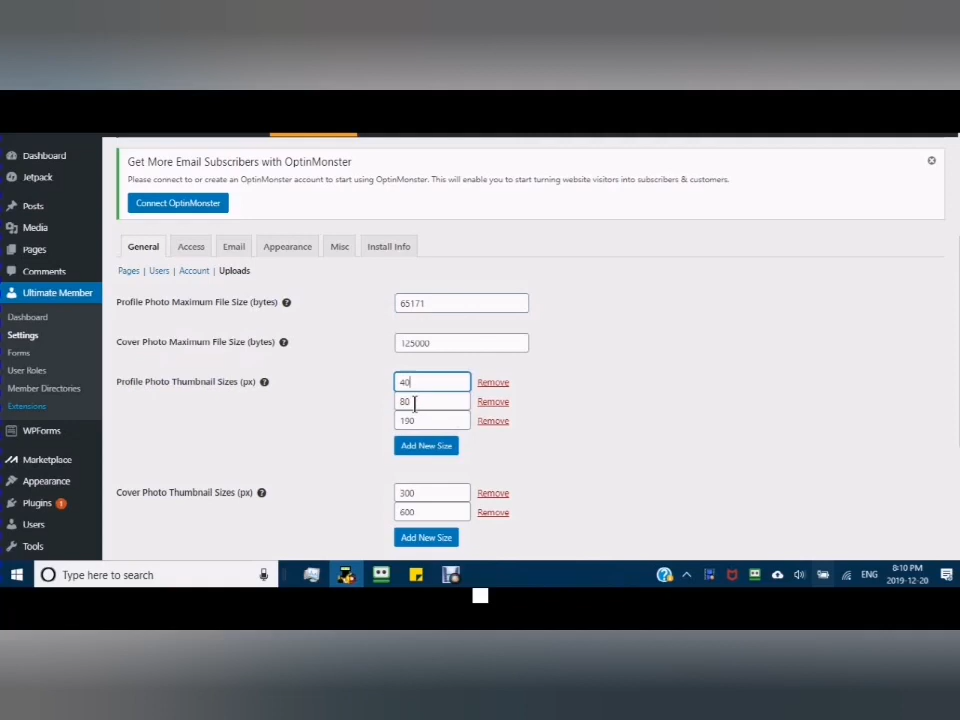 Get More Email Subscribers with OptinMonster
Please connect to or create an OptinMonster account to start using OptinMonster. This will enable you to start turning website visitors into subscribers & customers.
Connect OptinMonster
Dashboard
Jetpack
Posts
Media
Pages
Comments
Ultimate Member
Dashboard
Settings
Forms
User Roles
Member Directories
Extensions
WPForms
Marketplace
Appearance
Plugins 1
Users
Tools
General Access Email Appearance Misc Install Info
Pages | Users | Account | Uploads
Profile Photo Maximum File Size (bytes) ? 65171
Cover Photo Maximum File Size (bytes) ? 125000
Profile Photo Thumbnail Sizes (px) ? 40 Remove
80 Remove
190 Remove
Add New Size
Cover Photo Thumbnail Sizes (px) ? 300 Remove
600 Remove
Add New Size
Type here to search
ENG
8:10 PM
2019-12-20